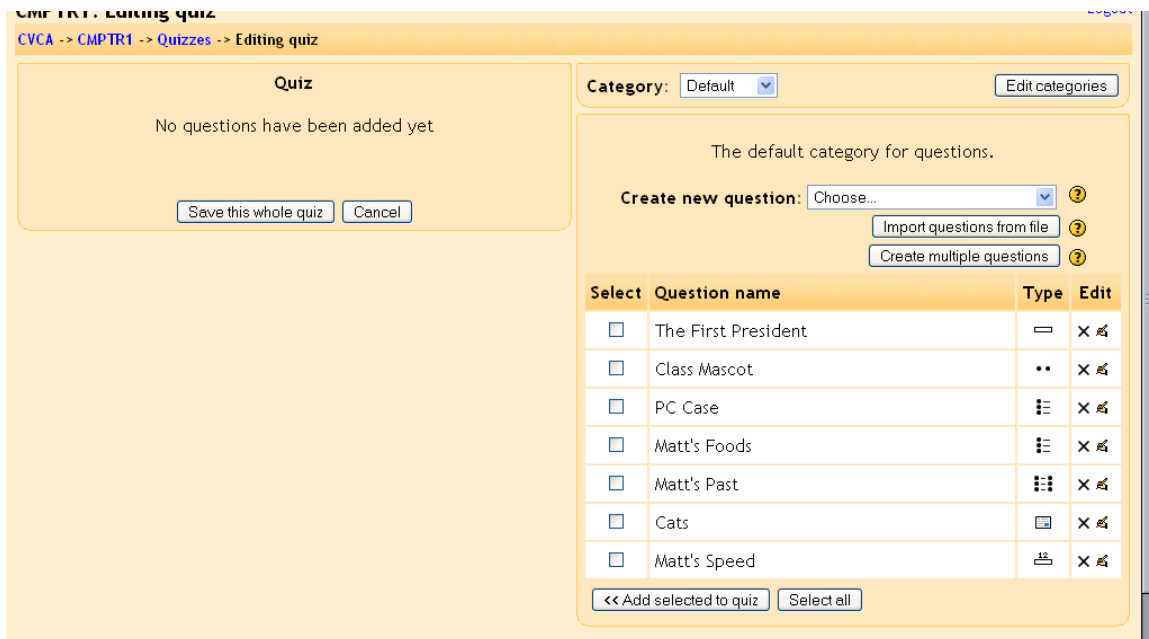 CMPTR1: Editing quiz
Logout
CVCA -> CMPTR1 -> Quizzes -> Editing quiz
Quiz
No questions have been added yet
Save this whole quiz Cancel
Category: Default Edit categories
The default category for questions.
Create new question: Choose... ?
Import questions from file ?
Create multiple questions ?
Select Question name Type Edit
The First President
Class Mascot
PC Case
Matt's Foods
Matt's Past
Cats
Matt's Speed 12
<< Add selected to quiz Select all